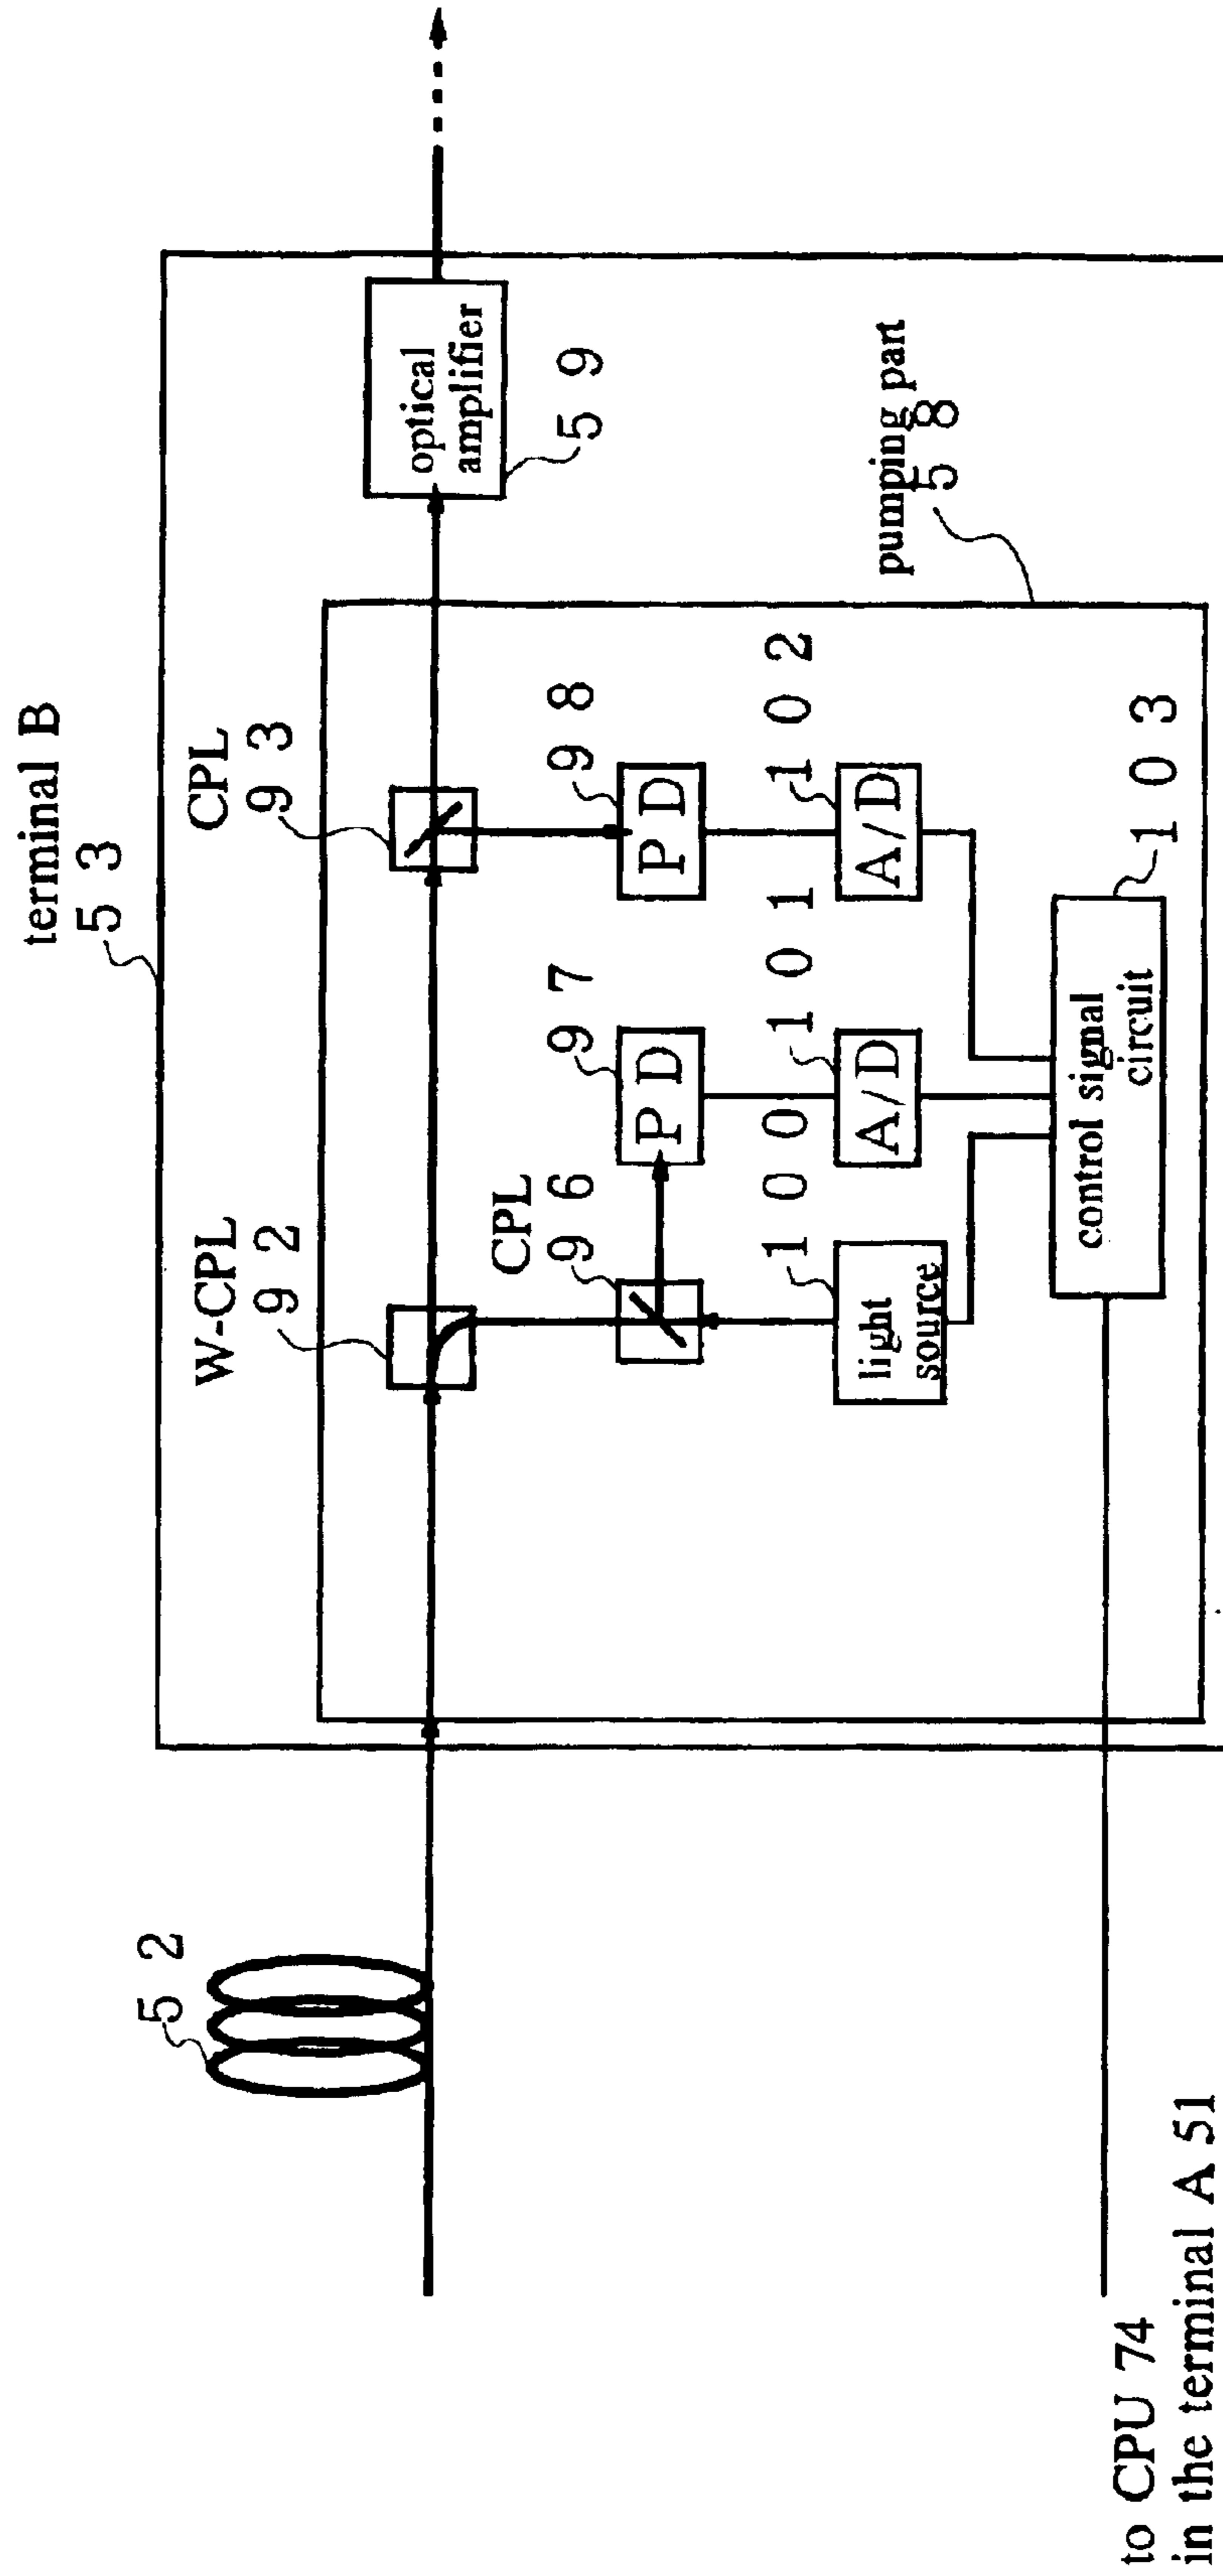 terminal B
5 3
CPL
9 3
W-CPL
9 2
5 2
optical
amplifier
5 9
CPL
9 6
9 7
P D
9 8
P D
pumping part
5 8
1 0 0
light
source
1 0 1
A/D
1 0 2
A/D
control signal
circuit
1 0 3
to CPU 74
in the terminal A 51